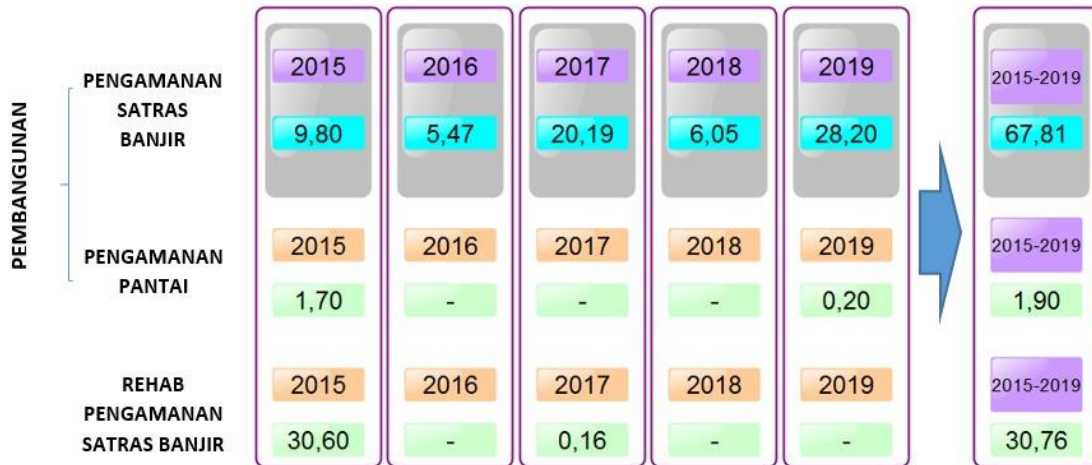 PEMBANGUNAN
PENGAMANAN
SATRAS
BANJIR
2015 2016 2017 2018 2019 2015-2019
9,80 5,47 20,19 6,05 28,20 67,81
PENGAMANAN
PANTAI
2015 2016 2017 2018 2019 2015-2019
1,70 - - - 0,20 1,90
REHAB
PENGAMANAN
SATRAS BANJIR
2015 2016 2017 2018 2019 2015-2019
30,60 - 0,16 - - 30,76